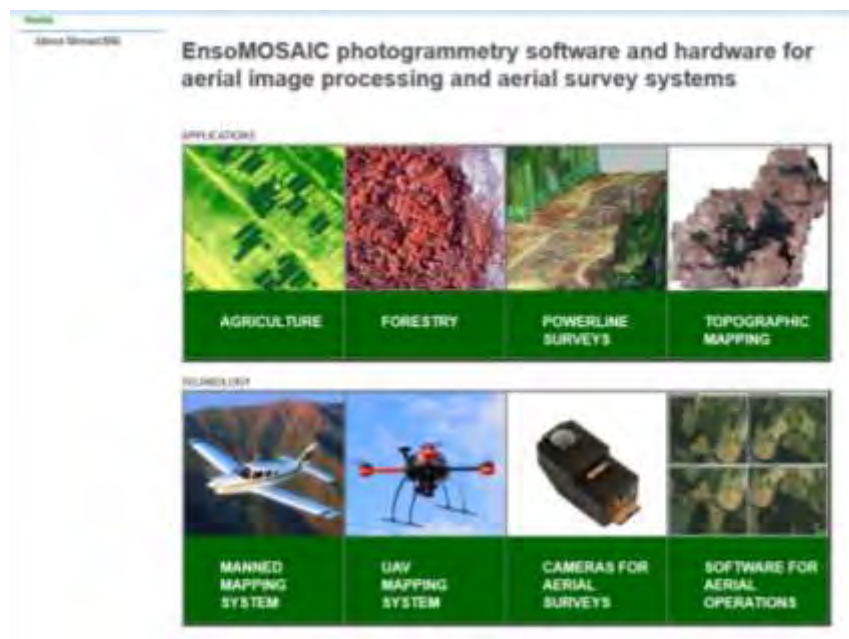 Home
EnsoMOSAIC photogrammetry software and hardware for
aerial image processing and aerial survey systems
APPLICATIONS
AGRICULTURE
FORESTRY
POWERLINE
SURVEYS
TOPOGRAPHIC
MAPPING
TECHNOLOGY
MANNED
MAPPING
SYSTEM
UAV
MAPPING
SYSTEM
CAMERAS FOR
AERIAL
SURVEYS
SOFTWARE FOR
AERIAL
OPERATIONS